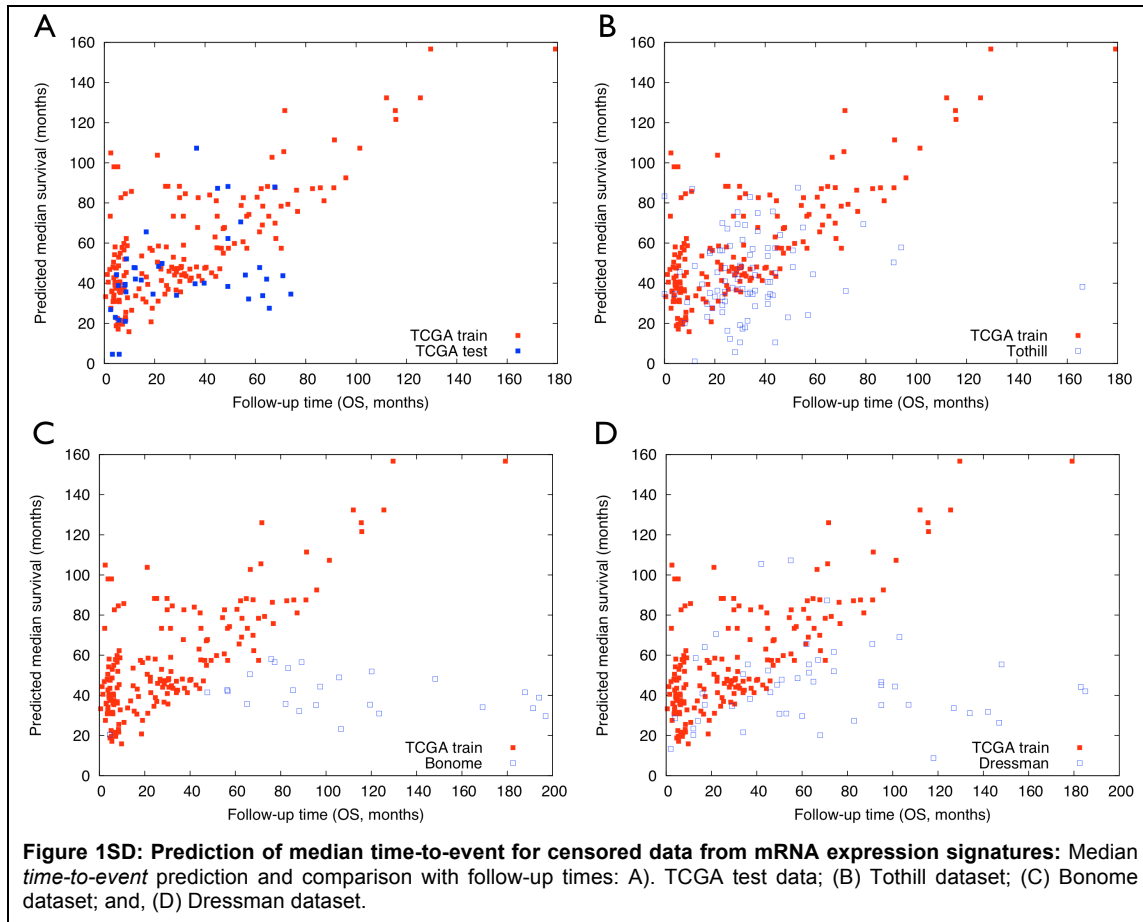 A
B
160
140
120
100
80
60
40
20
0
Predicted median survival (months)
TCGA train
TCGA test
0 20 40 60 80 100 120 140 160 180
Follow-up time (OS, months)
160
140
120
100
80
60
40
20
0
Predicted median survival (months)
TCGA train
Tothill
0 20 40 60 80 100 120 140 160 180
Follow-up time (OS, months)
C
D
160
140
120
100
80
60
40
20
0
Predicted median survival (months)
TCGA train
Bonome
0 20 40 60 80 100 120 140 160 180 200
Follow-up time (OS, months)
160
140
120
100
80
60
40
20
0
Predicted median survival (months)
TCGA train
Dressman
0 20 40 60 80 100 120 140 160 180 200
Follow-up time (OS, months)
Figure 1SD: Prediction of median time-to-event for censored data from mRNA expression signatures: Median
time-to-event prediction and comparison with follow-up times: A). TCGA test data; (B) Tothill dataset; (C) Bonome
dataset; and, (D) Dressman dataset.